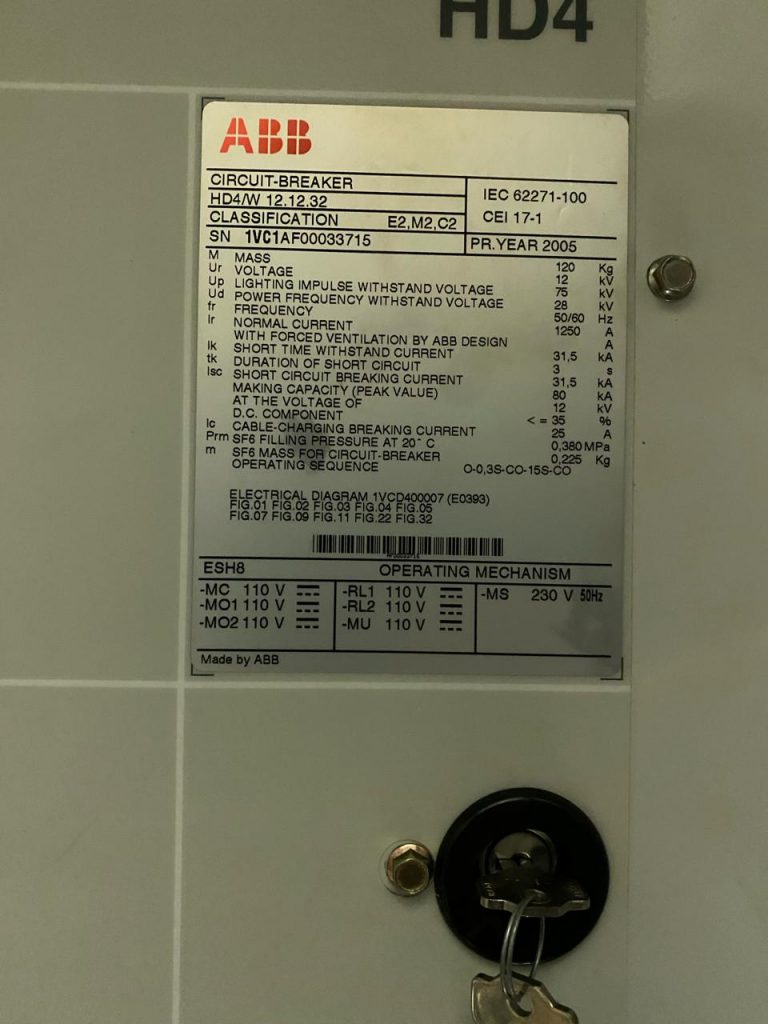 HD4
ABB
CIRCUIT-BREAKER
HD4/W 12.12.32
IEC 62271-100
CLASSIFICATION E2,M2,C2
CEI 17-1
SN 1VC1AF00033715
PR.YEAR 2005
M MASS 120 Kg
Ur VOLTAGE 12 kV
Up LIGHTING IMPULSE WITHSTAND VOLTAGE 75 kV
Ud POWER FREQUENCY WITHSTAND VOLTAGE 28 kV
fr FREQUENCY 50/60 Hz
Ir NORMAL CURRENT 1250 A
WITH FORCED VENTILATION BY ABB DESIGN A
Ik SHORT TIME WITHSTAND CURRENT 31,5 kA
tk DURATION OF SHORT CIRCUIT 3 s
Isc SHORT CIRCUIT BREAKING CURRENT 31,5 kA
MAKING CAPACITY (PEAK VALUE) 80 kA
AT THE VOLTAGE OF 12 kV
D.C. COMPONENT < = 35 %
Ic CABLE-CHARGING BREAKING CURRENT 25 A
Prm SF6 FILLING PRESSURE AT 20° C 0,380 MPa
m SF6 MASS FOR CIRCUIT-BREAKER 0,225 Kg
OPERATING SEQUENCE O-0,3S-CO-15S-CO
ELECTRICAL DIAGRAM 1VCD400007 (E0393)
FIG.01 FIG.02 FIG.03 FIG.04 FIG.05
FIG.07 FIG.09 FIG.11 FIG.22 FIG.32
ESH8 OPERATING MECHANISM
-MC 110 V
-MO1 110 V
-MO2 110 V
-RL1 110 V
-RL2 110 V
-MU 110 V
-MS 230 V 50Hz
Made by ABB